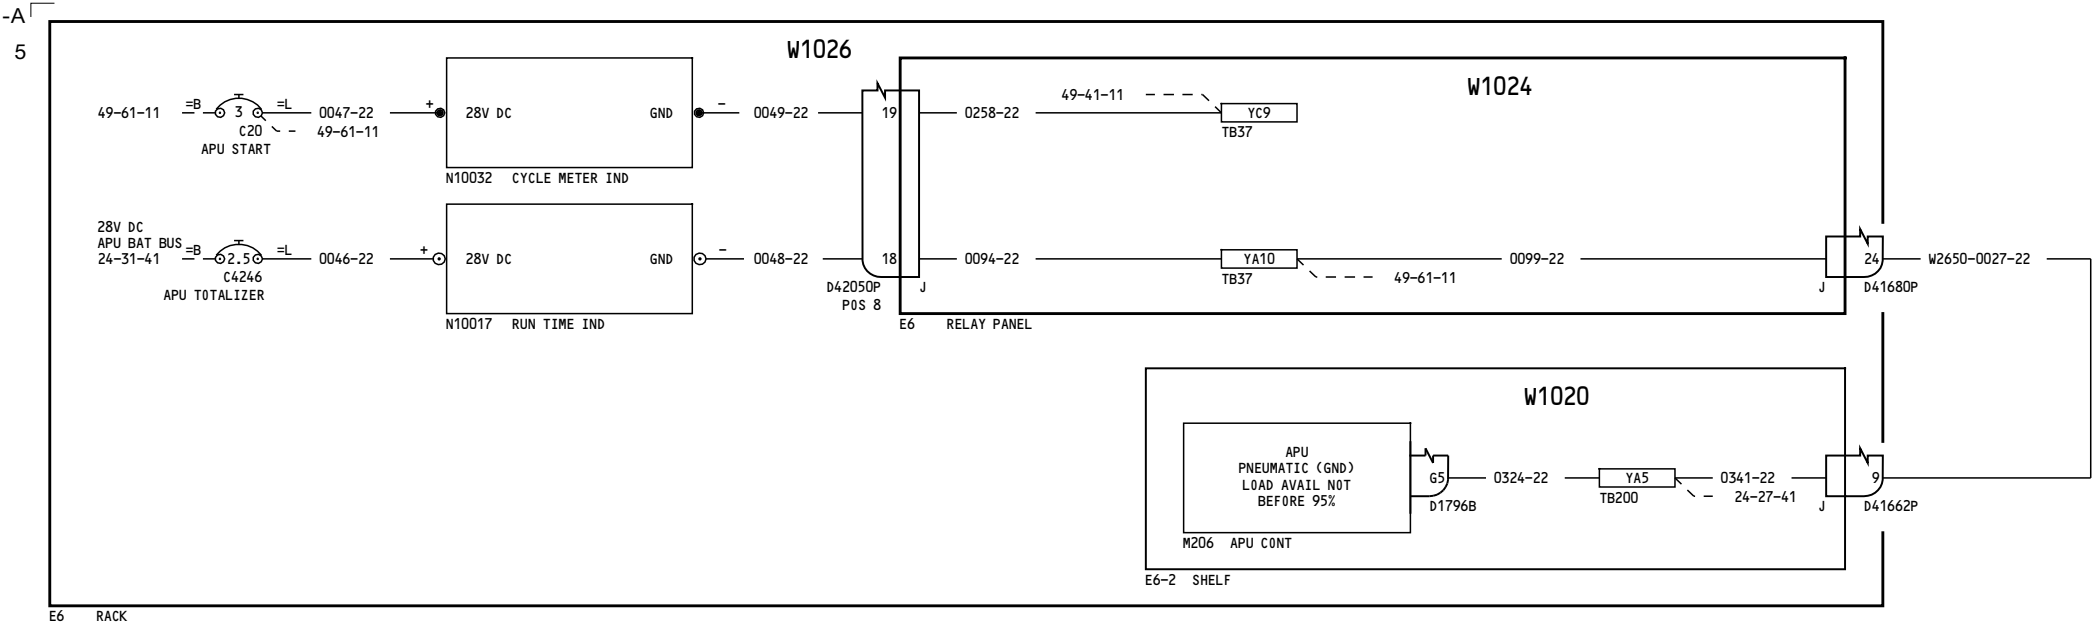 -A
5
W1026
W1024
49-61-11
=B
3
=L
0047-22
+
28V DC
GND
-
0049-22
19
0258-22
49-41-11
YC9
TB37
C20
49-61-11
APU START
N10032 CYCLE METER IND
28V DC
APU BAT BUS
24-31-41
=B
2.5
=L
0046-22
+
28V DC
GND
-
0048-22
18
0094-22
YA10
TB37
49-61-11
0099-22
24
W2650-0027-22
C4246
APU TOTALIZER
D42050P
POS 8
J
J
D41680P
N10017 RUN TIME IND
E6 RELAY PANEL
W1020
APU
PNEUMATIC (GND)
LOAD AVAIL NOT
BEFORE 95%
G5
0324-22
YA5
0341-22
9
D1796B
TB200
24-27-41
J
D41662P
M206 APU CONT
E6-2 SHELF
E6 RACK